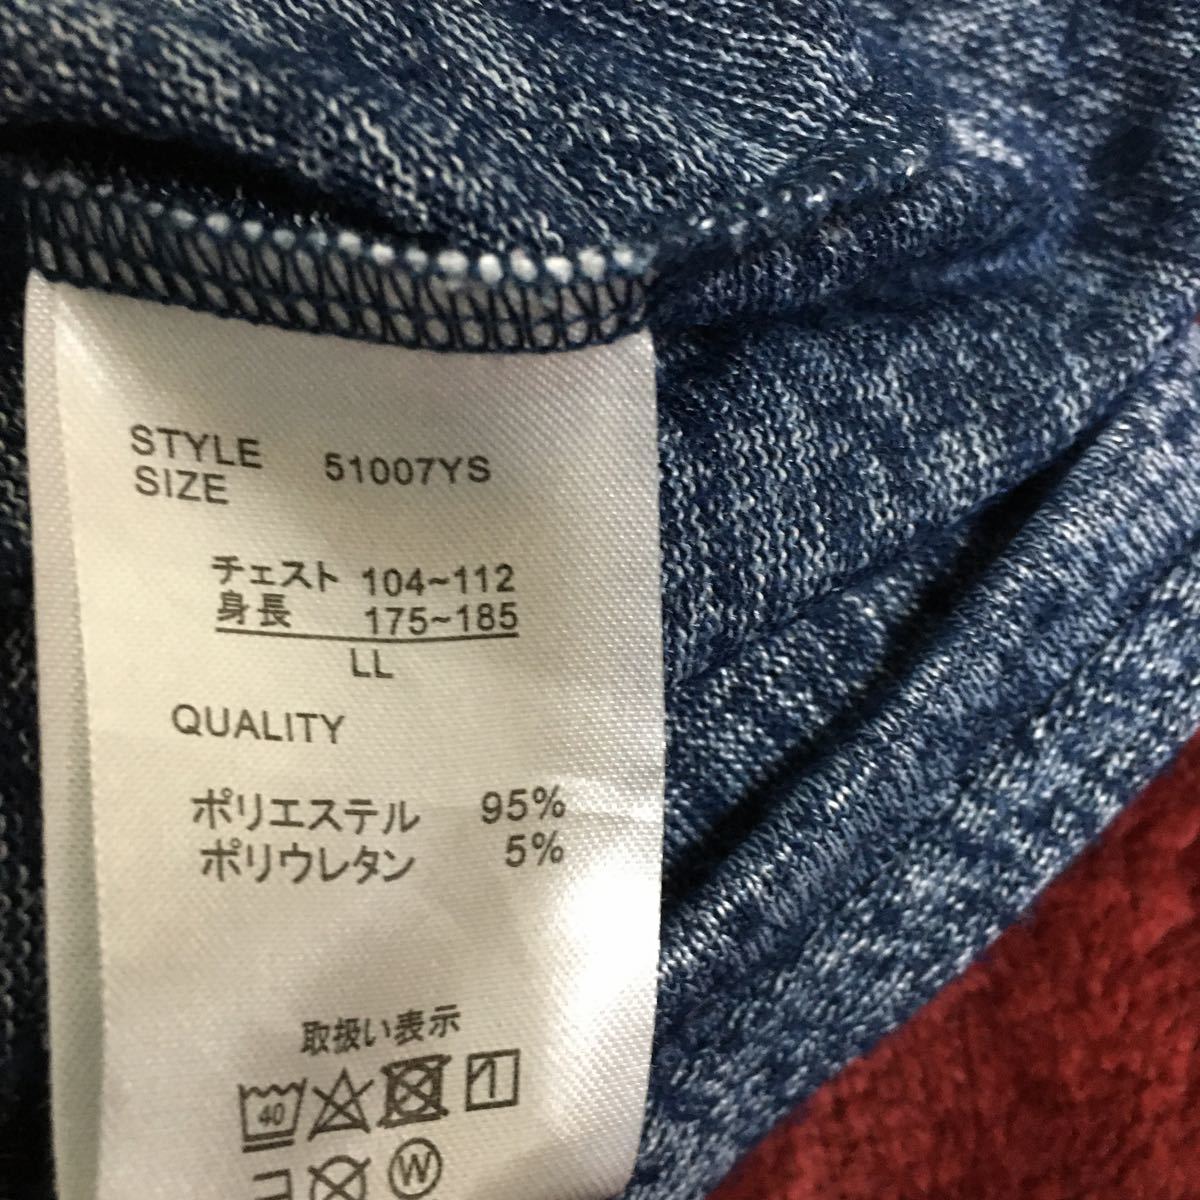 STYLE 51007YS
SIZE
チェスト 104~112
身長 175~185
LL
QUALITY
ポリエステル 95%
ポリウレタン 5%
取扱い表示
40
W